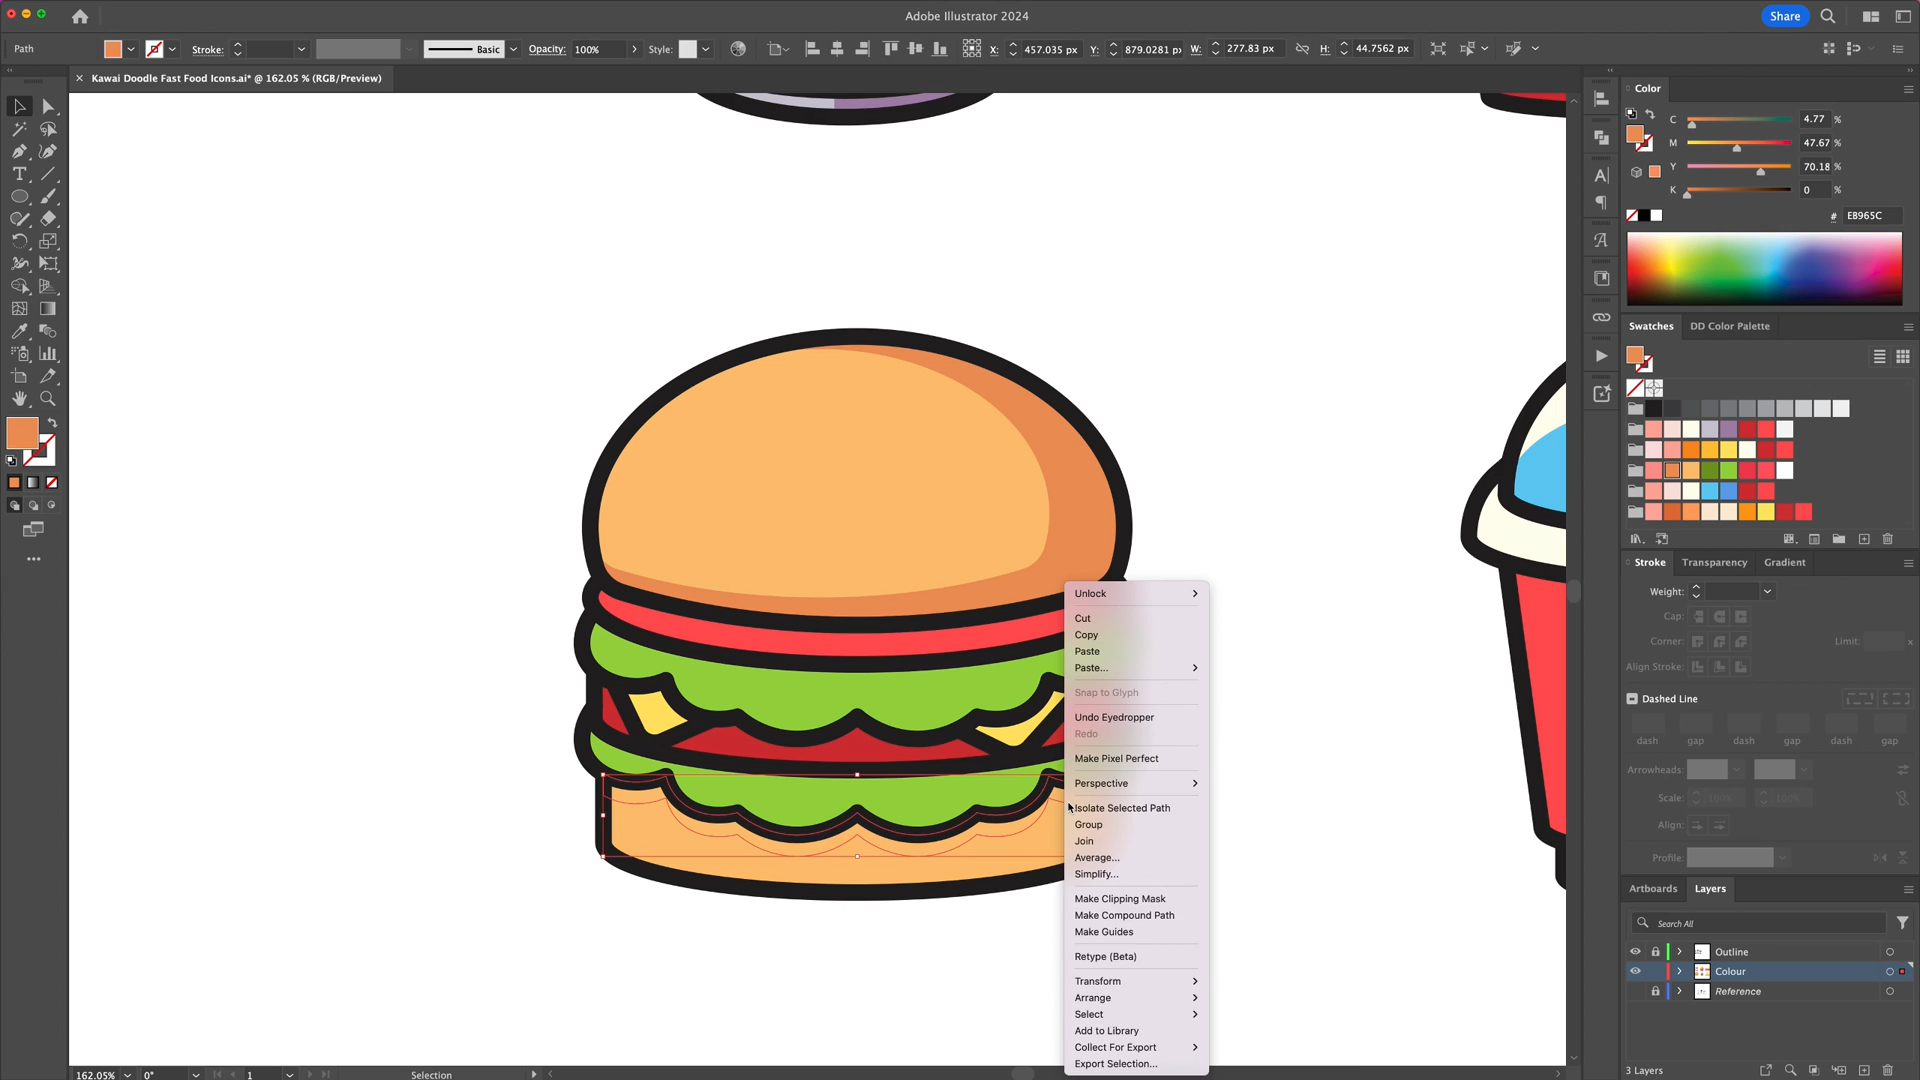 Adobe Illustrator 2024
Share
Path
Stroke:
Basic
Opacity:
100%
Style:
X:
457.035 px
Y:
879.0281 px
W:
277.83 px
H:
44.7562 px
Kawai Doodle Fast Food Icons.ai* @ 162.05 % (RGB/Preview)
Color
C
4.77
%
M
47.67
%
Y
70.18
%
K
0
%
#
EB965C
Swatches
DD Color Palette
Stroke
Transparency
Gradient
Weight:
Cap:
Corner:
Limit:
x
Align Stroke:
Dashed Line
dash
gap
dash
gap
dash
gap
Arrowheads:
Scale:
100%
100%
Align:
Profile:
Artboards
Layers
Search All
Outline
Colour
Reference
3 Layers
Unlock
Cut
Copy
Paste
Paste...
Snap to Glyph
Undo Eyedropper
Redo
Make Pixel Perfect
Perspective
Isolate Selected Path
Group
Join
Average...
Simplify...
Make Clipping Mask
Make Compound Path
Make Guides
Retype (Beta)
Transform
Arrange
Select
Add to Library
Collect For Export
Export Selection...
162.05%
0°
1
Selection